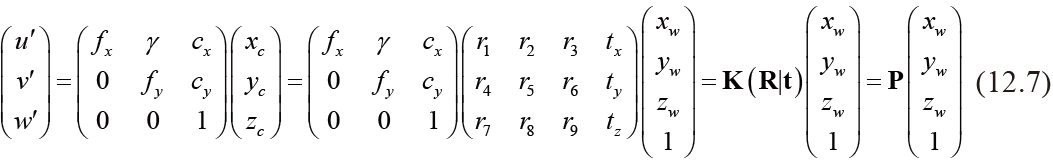 (u′ v′ w′) = (f_x γ c_x; 0 f_y c_y; 0 0 1) (x_c y_c z_c) = (f_x γ c_x; 0 f_y c_y; 0 0 1) (r_1 r_2 r_3 t_x; r_4 r_5 r_6 t_y; r_7 r_8 r_9 t_z) (x_w y_w z_w 1) = K(R|t) (x_w y_w z_w 1) = P (x_w y_w z_w 1) (12.7)